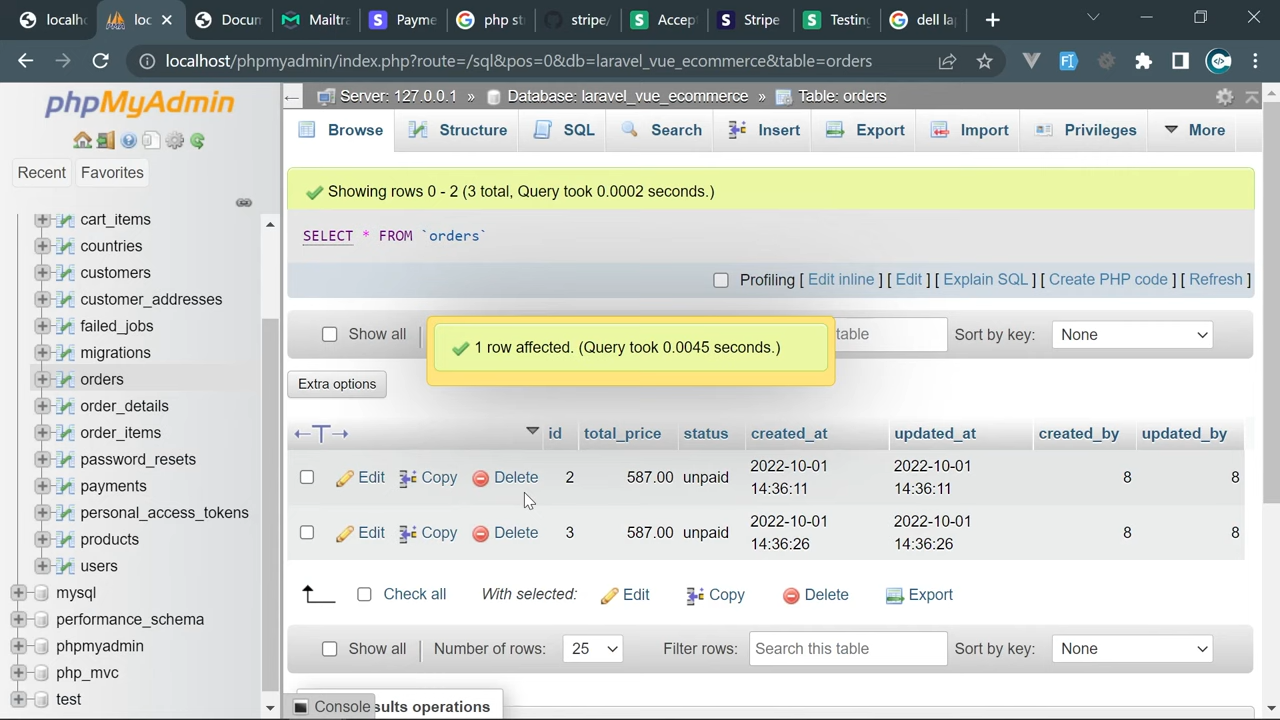 localho
loc
Docum
Mailtra
Payme
php st
stripe/
Accep
Stripe
Testing
dell la
localhost/phpmyadmin/index.php?route=/sql&pos=0&db=laravel_vue_ecommerce&table=orders
phpMyAdmin
Recent
Favorites
cart_items
countries
customers
customer_addresses
failed_jobs
migrations
orders
order_details
order_items
password_resets
payments
personal_access_tokens
products
users
mysql
performance_schema
phpmyadmin
php_mvc
test
Server: 127.0.0.1 » Database: laravel_vue_ecommerce » Table: orders
Browse Structure SQL Search Insert Export Import Privileges More
Showing rows 0 - 2 (3 total, Query took 0.0002 seconds.)
SELECT * FROM `orders`
Profiling [ Edit inline ] [ Edit ] [ Explain SQL ] [ Create PHP code ] [ Refresh ]
Show all table Sort by key: None
1 row affected. (Query took 0.0045 seconds.)
Extra options
←T→ id total_price status created_at updated_at created_by updated_by
Edit Copy Delete 2 587.00 unpaid 2022-10-01 14:36:11 2022-10-01 14:36:11 8 8
Edit Copy Delete 3 587.00 unpaid 2022-10-01 14:36:26 2022-10-01 14:36:26 8 8
Check all With selected: Edit Copy Delete Export
Show all Number of rows: 25 Filter rows: Search this table Sort by key: None
Console sults operations